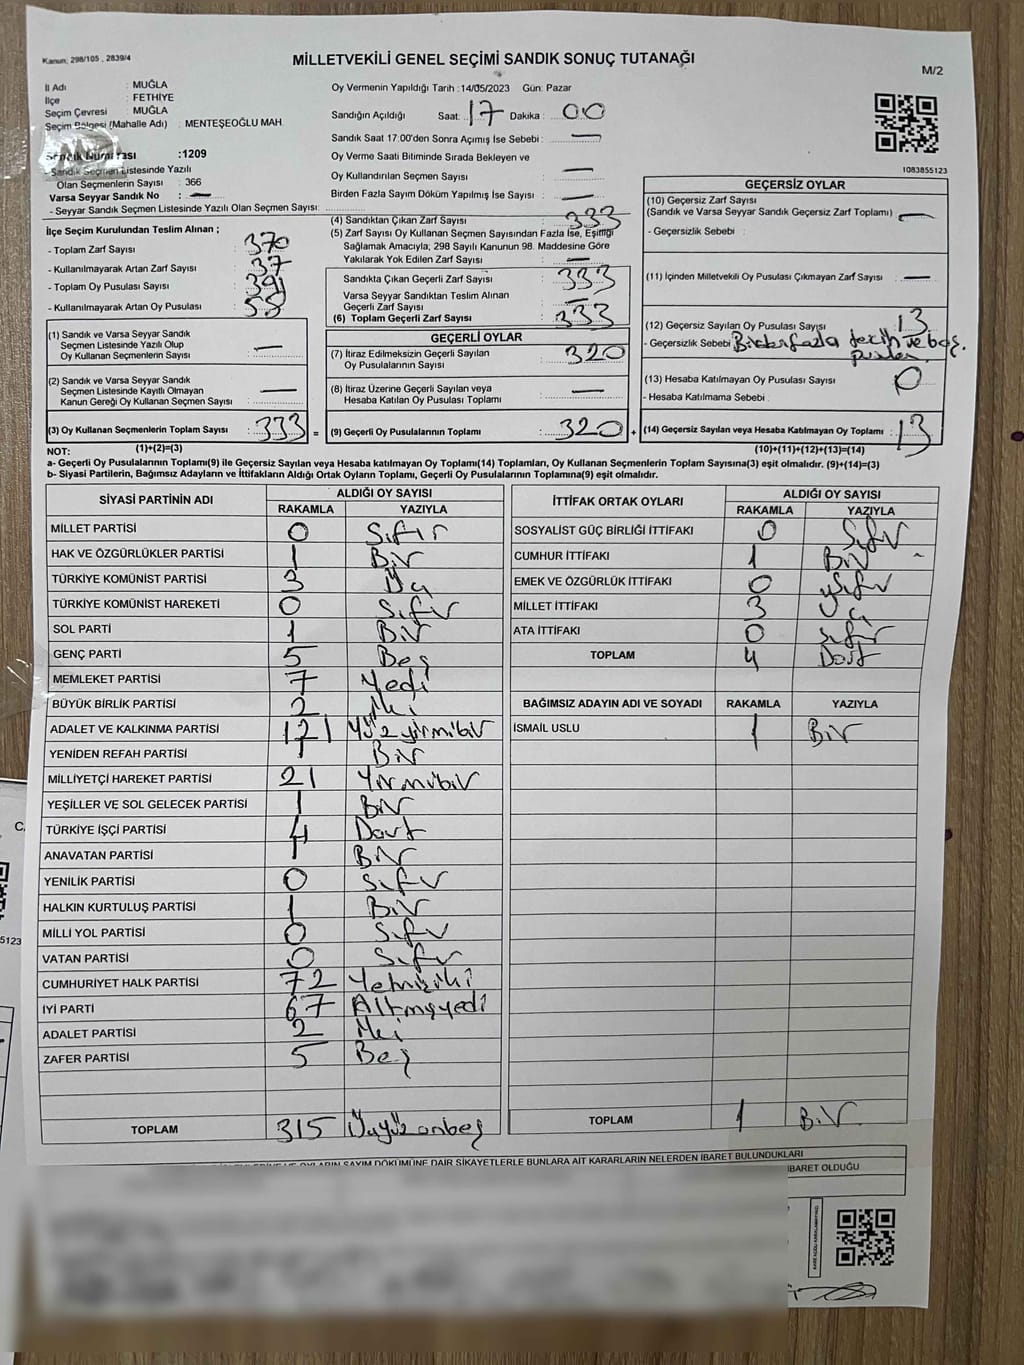 Kanun; 298/105 , 2839/4
MİLLETVEKİLİ GENEL SEÇİMİ SANDIK SONUÇ TUTANAĞI
M/2
İl Adı : MUĞLA
İlçe : FETHİYE
Seçim Çevresi : MUĞLA
Seçim Bölgesi (Mahalle Adı) : MENTEŞEOĞLU MAH.
Sandık Numarası :1209
- Sandık Seçmen Listesinde Yazılı
Olan Seçmenlerin Sayısı : 366
Varsa Seyyar Sandık No : —
- Seyyar Sandık Seçmen Listesinde Yazılı Olan Seçmen Sayısı:
Oy Vermenin Yapıldığı Tarih :14/05/2023 Gün: Pazar
Sandığın Açıldığı Saat: 17 Dakika : 00
Sandık Saat 17.00'den Sonra Açımış İse Sebebi : —
Oy Verme Saati Bitiminde Sırada Bekleyen ve
Oy Kullandırılan Seçmen Sayısı : —
Birden Fazla Sayım Döküm Yapılmış İse Sayısı : —
(4) Sandıktan Çıkan Zarf Sayısı : 333
(5) Zarf Sayısı Oy Kullanan Seçmen Sayısından Fazla İse, Eşitliği
Sağlamak Amacıyla; 298 Sayılı Kanunun 98. Maddesine Göre
Yakılarak Yok Edilen Zarf Sayısı : —
1083855123
İlçe Seçim Kurulundan Teslim Alınan ;
- Toplam Zarf Sayısı : 370
- Kullanılmayarak Artan Zarf Sayısı : 37
- Toplam Oy Pusulası Sayısı : 391
- Kullanılmayarak Artan Oy Pusulası : 58
Sandıkta Çıkan Geçerli Zarf Sayısı : 333
Varsa Seyyar Sandıktan Teslim Alınan
Geçerli Zarf Sayısı : —
(6) Toplam Geçerli Zarf Sayısı : 333
GEÇERSİZ OYLAR
(10) Geçersiz Zarf Sayısı
(Sandık ve Varsa Seyyar Sandık Geçersiz Zarf Toplamı) : —
- Geçersizlik Sebebi :
(11) İçinden Milletvekili Oy Pusulası Çıkmayan Zarf Sayısı : —
(12) Geçersiz Sayılan Oy Pusulası Sayısı : 13
- Geçersizlik Sebebi : Birden fazla tercih ve boş
pusula.
(13) Hesaba Katılmayan Oy Pusulası Sayısı : 0
- Hesaba Katılmama Sebebi :
(14) Geçersiz Sayılan veya Hesaba Katılmayan Oy Toplamı : 13
(10)+(11)+(12)+(13)=(14)
(1) Sandık ve Varsa Seyyar Sandık
Seçmen Listesinde Yazılı Olup
Oy Kullanan Seçmenlerin Sayısı : —
(2) Sandık ve Varsa Seyyar Sandık
Seçmen Listesinde Kayıtlı Olmayan
Kanun Gereği Oy Kullanan Seçmen Sayısı : —
(3) Oy Kullanan Seçmenlerin Toplam Sayısı : 333 =
(1)+(2)=(3)
GEÇERLİ OYLAR
(7) İtiraz Edilmeksizin Geçerli Sayılan
Oy Pusulalarının Sayısı : 320
(8) İtiraz Üzerine Geçerli Sayılan veya
Hesaba Katılan Oy Pusulası Toplamı : —
(9) Geçerli Oy Pusulalarının Toplamı : 320 +
NOT:
a- Geçerli Oy Pusulalarının Toplamı(9) ile Geçersiz Sayılan veya Hesaba katılmayan Oy Toplamı(14) Toplamları, Oy Kullanan Seçmenlerin Toplam Sayısına(3) eşit olmalıdır. (9)+(14)=(3)
b- Siyasi Partilerin, Bağımsız Adayların ve İttifakların Aldığı Ortak Oyların Toplamı, Geçerli Oy Pusulalarının Toplamına(9) eşit olmalıdır.
SİYASİ PARTİNİN ADI ALDIĞI OY SAYISI
RAKAMLA YAZIYLA
MİLLET PARTİSİ 0 Sıfır
HAK VE ÖZGÜRLÜKLER PARTİSİ 1 Bir
TÜRKİYE KOMÜNİST PARTİSİ 3 Üç
TÜRKİYE KOMÜNİST HAREKETİ 0 Sıfır
SOL PARTİ 1 Bir
GENÇ PARTİ 5 Beş
MEMLEKET PARTİSİ 7 Yedi
BÜYÜK BİRLİK PARTİSİ 2 İki
ADALET VE KALKINMA PARTİSİ 121 Yüzyirmibir
YENİDEN REFAH PARTİSİ 1 Bir
MİLLİYETÇİ HAREKET PARTİSİ 21 Yirmibir
YEŞİLLER VE SOL GELECEK PARTİSİ 1 Bir
TÜRKİYE İŞÇİ PARTİSİ 4 Dört
ANAVATAN PARTİSİ 1 Bir
YENİLİK PARTİSİ 0 Sıfır
HALKIN KURTULUŞ PARTİSİ 1 Bir
MİLLİ YOL PARTİSİ 0 Sıfır
VATAN PARTİSİ 0 Sıfır
CUMHURİYET HALK PARTİSİ 72 Yetmişiki
İYİ PARTİ 67 Altmışyedi
ADALET PARTİSİ 2 İki
ZAFER PARTİSİ 5 Beş
TOPLAM 315 Üçyüzonbeş
İTTİFAK ORTAK OYLARI ALDIĞI OY SAYISI
RAKAMLA YAZIYLA
SOSYALİST GÜÇ BİRLİĞİ İTTİFAKI 0 Sıfır
CUMHUR İTTİFAKI 1 Bir
EMEK VE ÖZGÜRLÜK İTTİFAKI 0 Sıfır
MİLLET İTTİFAKI 3 Üç
ATA İTTİFAKI 0 Sıfır
TOPLAM 4 Dört
BAĞIMSIZ ADAYIN ADI VE SOYADI RAKAMLA YAZIYLA
İSMAİL USLU 1 Bir
TOPLAM 1 Bir
OYLARIN SAYIM DÖKÜMÜNE DAİR ŞİKAYETLERLE BUNLARA AİT KARARLARIN NELERDEN İBARET BULUNDUKLARI
İBARET OLDUĞU